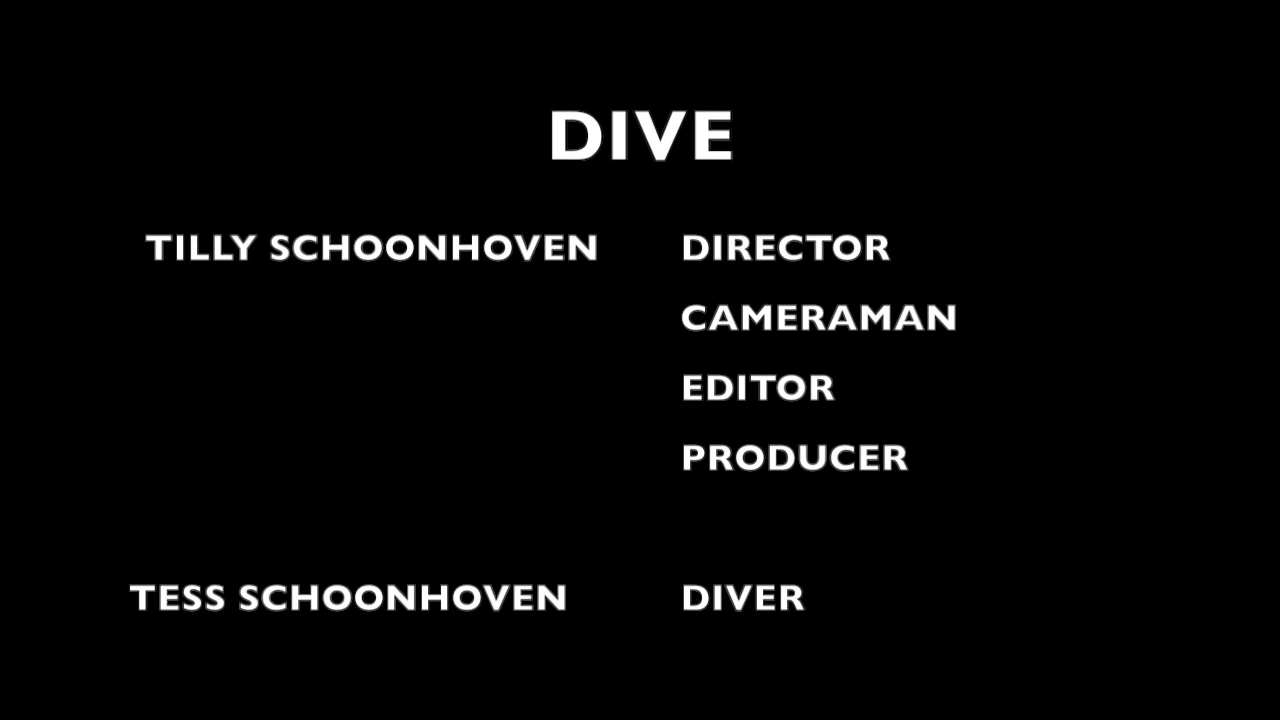 DIVE
TILLY SCHOONHOVEN DIRECTOR
CAMERAMAN
EDITOR
PRODUCER
TESS SCHOONHOVEN DIVER